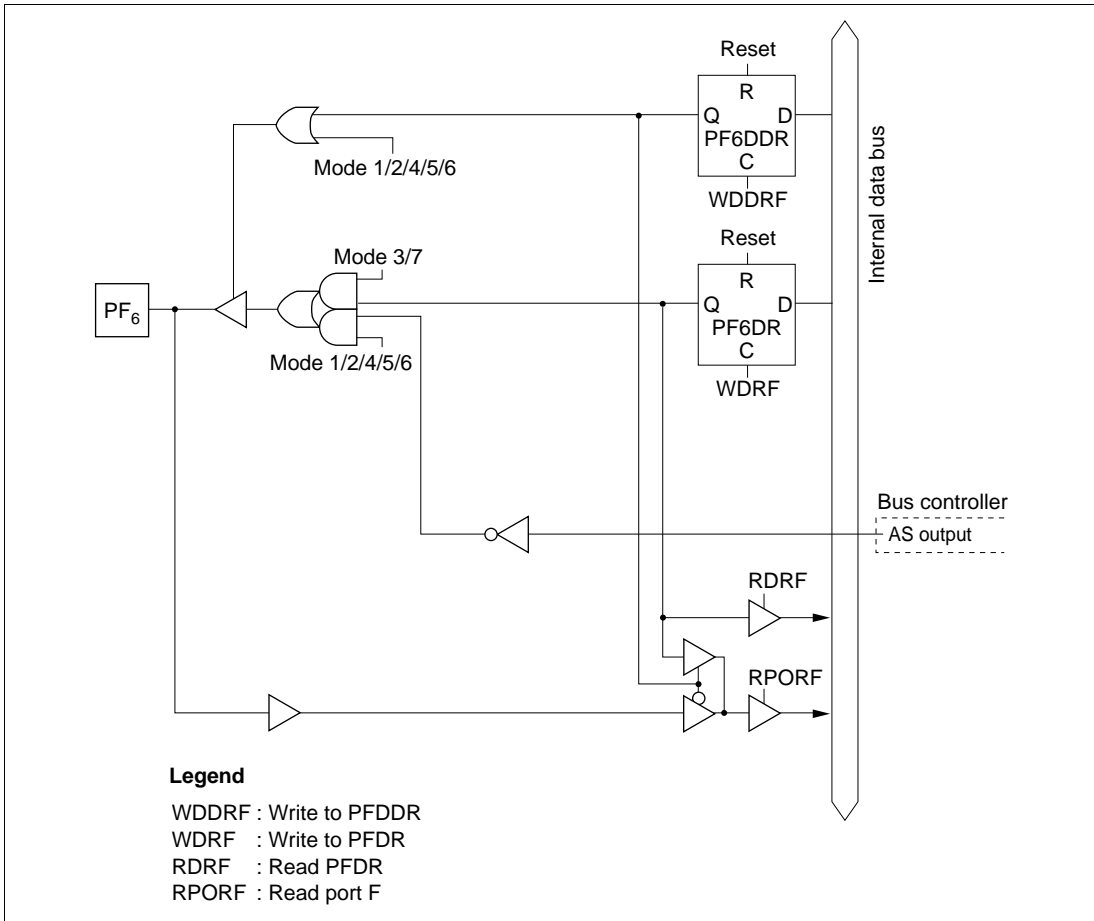 Reset
R
Q D
PF6DDR
C
WDDRF
Mode 1/2/4/5/6
Internal data bus
Reset
R
Q D
PF6DR
C
WDRF
Mode 3/7
PF6
Mode 1/2/4/5/6
Bus controller
AS output
RDRF
RPORF
Legend
WDDRF : Write to PFDDR
WDRF : Write to PFDR
RDRF : Read PFDR
RPORF : Read port F